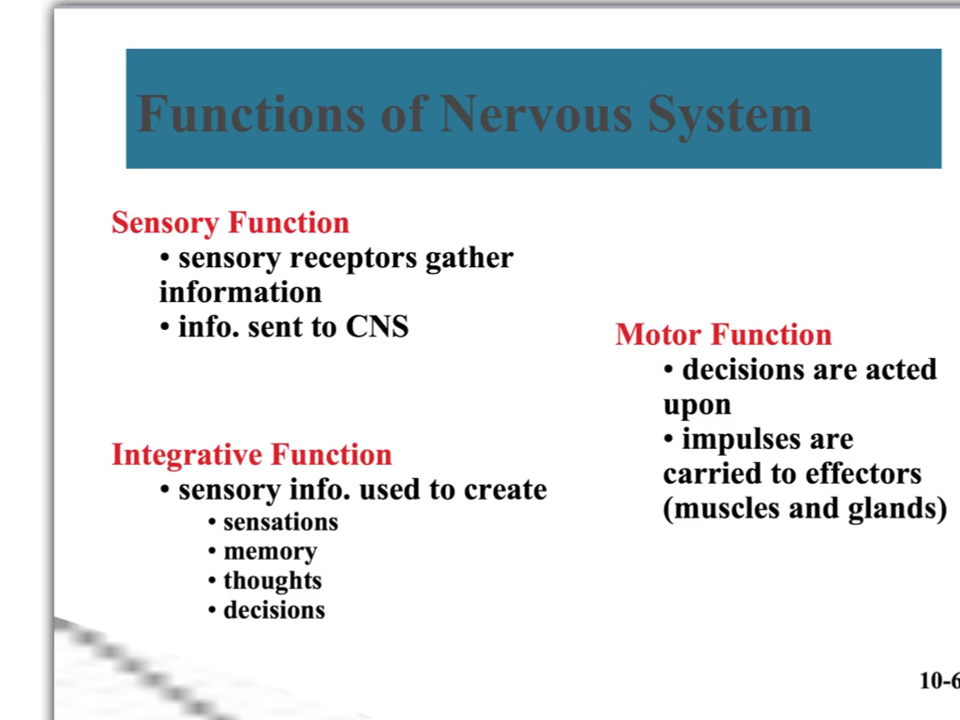 Functions of Nervous System
Sensory Function
• sensory receptors gather
information
• info. sent to CNS
Integrative Function
• sensory info. used to create
• sensations
• memory
• thoughts
• decisions
Motor Function
• decisions are acted
upon
• impulses are
carried to effectors
(muscles and glands)
10-6